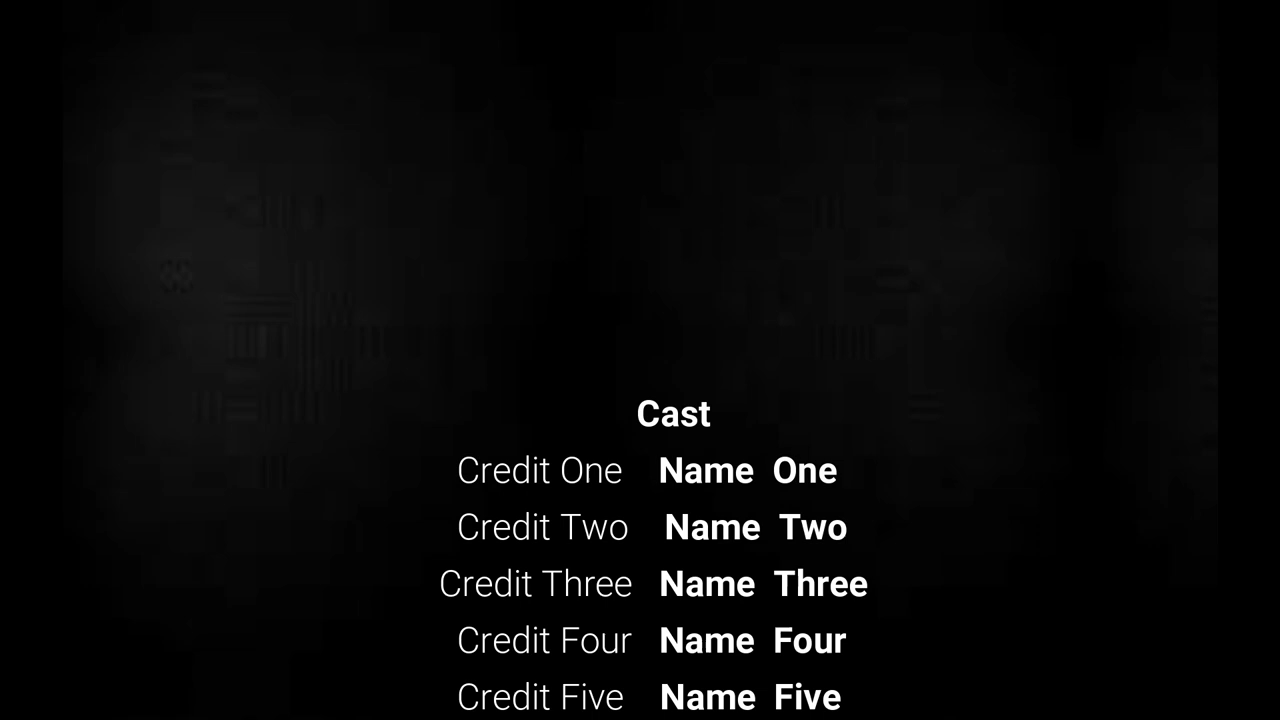 Cast
Credit One Name One
Credit Two Name Two
Credit Three Name Three
Credit Four Name Four
Credit Five Name Five